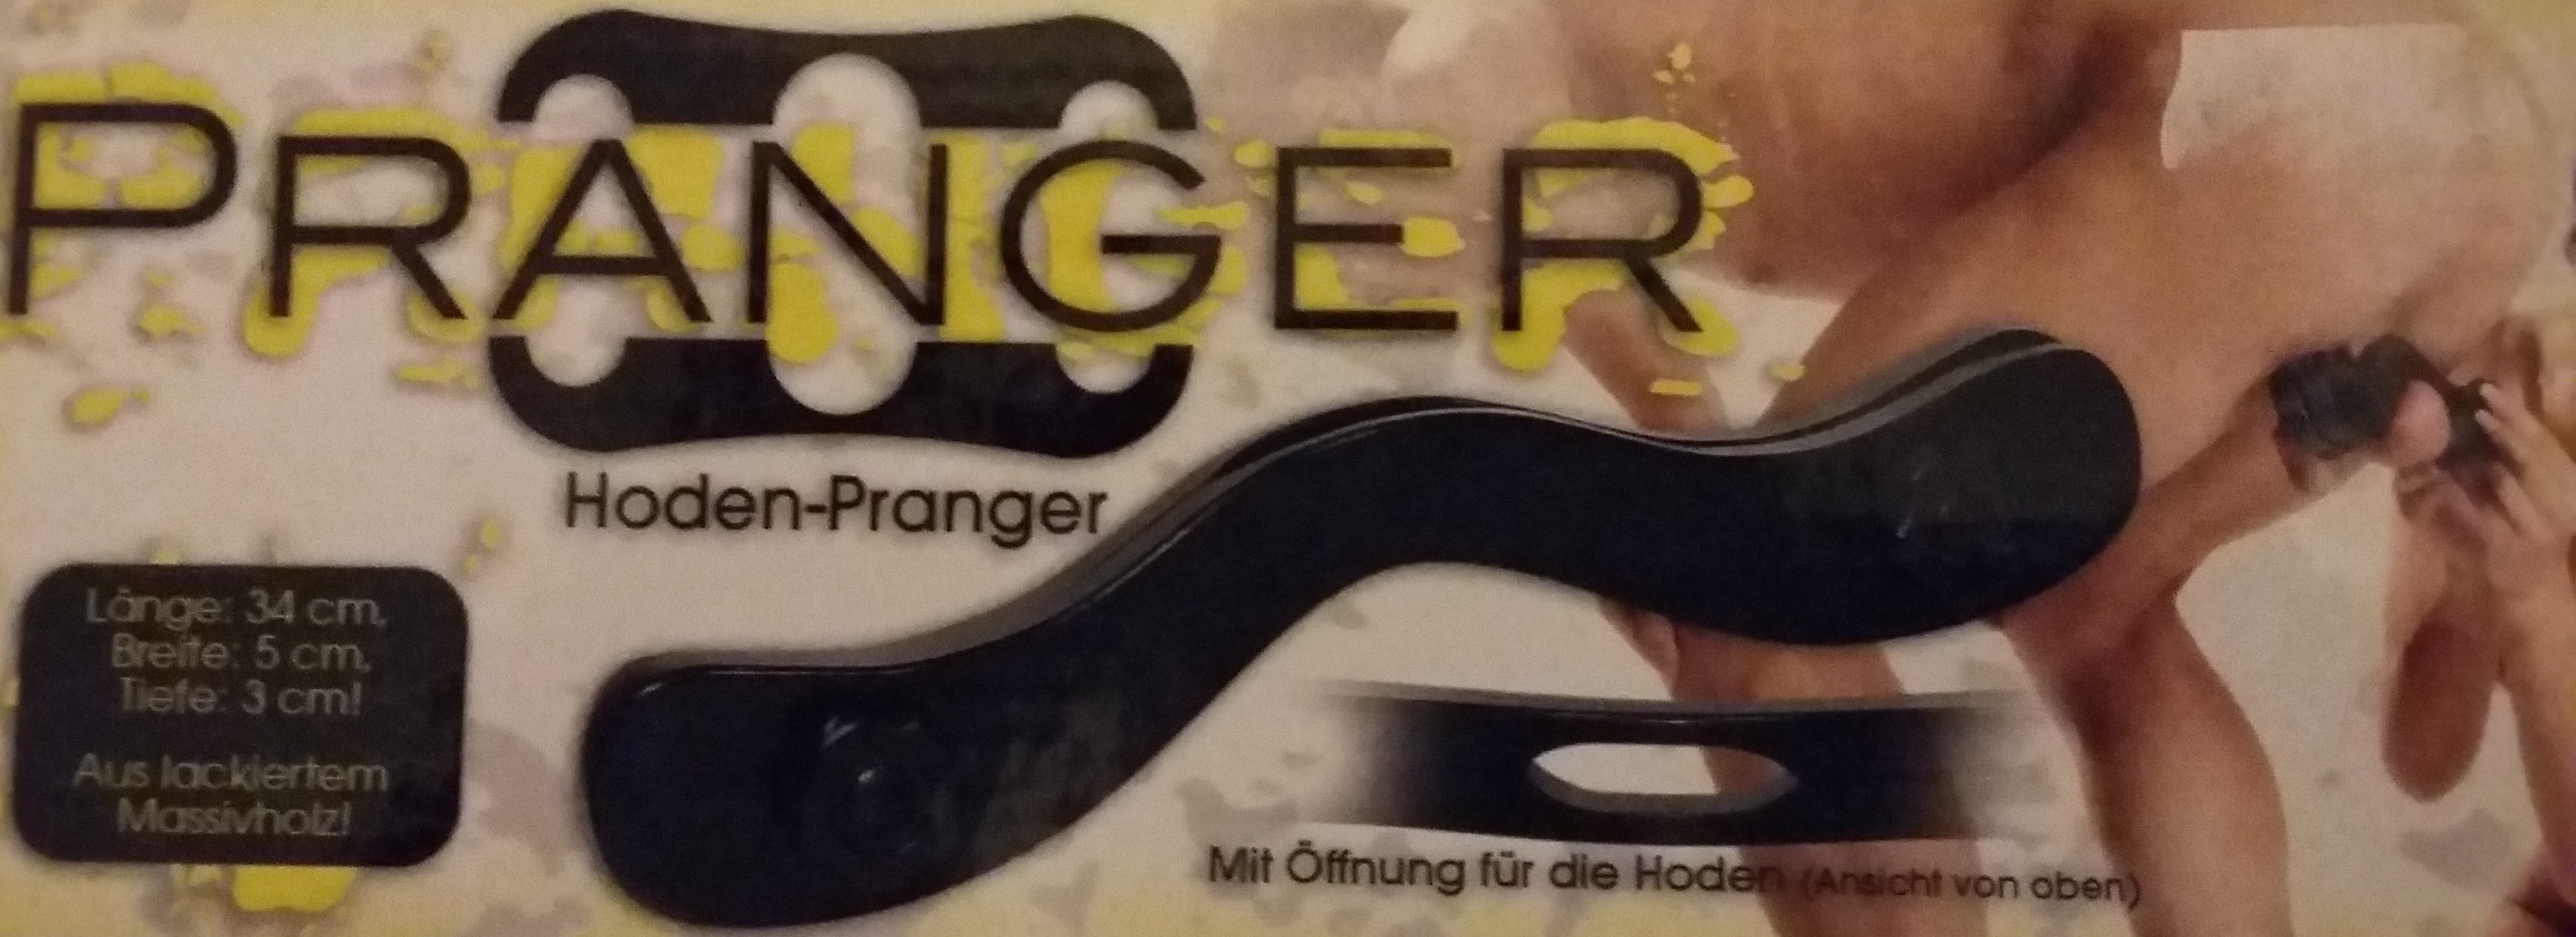 PRANGER
Hoden-Pranger
Länge: 34 cm,
Breite: 5 cm,
Tiefe: 3 cm!
Aus lackiertem
Massivholz!
Mit Öffnung für die Hoden (Ansicht von oben)